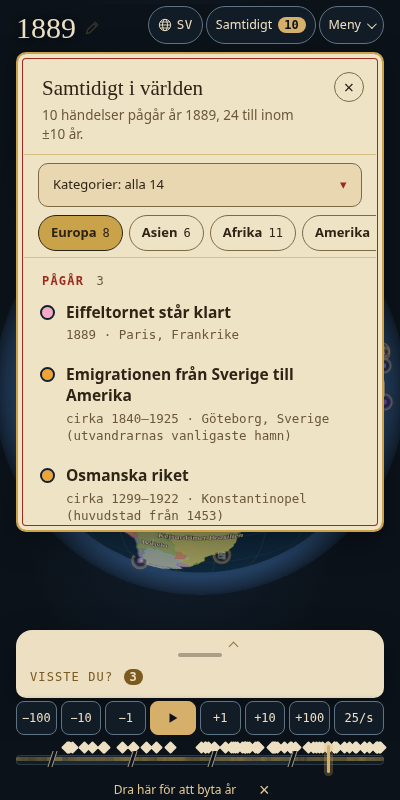 1889
SV
Samtidigt 10
Meny
Samtidigt i världen
10 händelser pågår år 1889, 24 till inom
±10 år.
Kategorier: alla 14
Europa 8
Asien 6
Afrika 11
Amerika
PÅGÅR 3
Eiffeltornet står klart
1889 · Paris, Frankrike
Emigrationen från Sverige till
Amerika
cirka 1840–1925 · Göteborg, Sverige
(utvandrarnas vanligaste hamn)
Osmanska riket
cirka 1299–1922 · Konstantinopel
(huvudstad från 1453)
VISSTE DU? 3
−100
−10
−1
+1
+10
+100
25/s
Dra här för att byta år ×